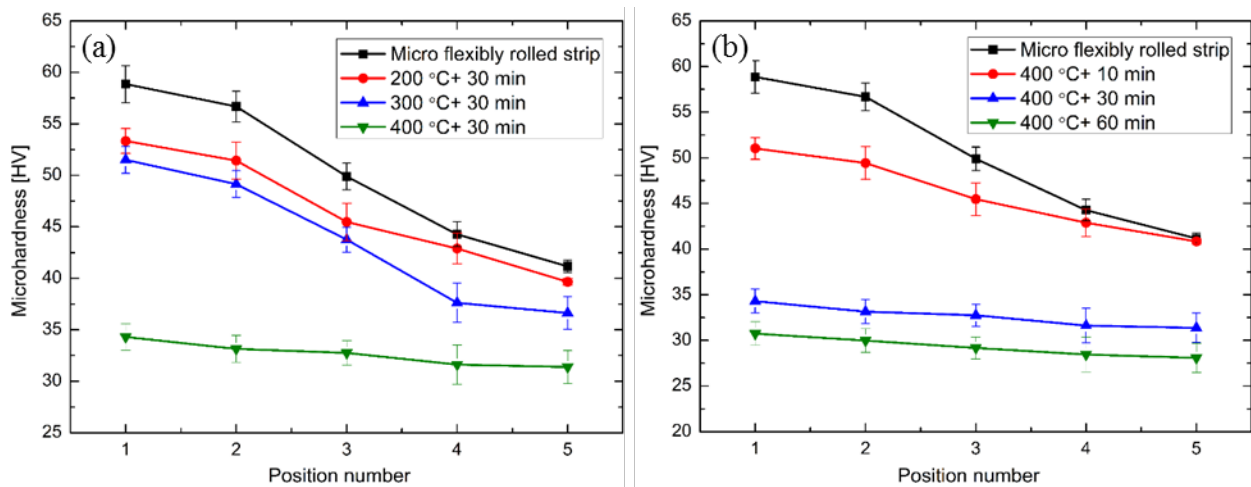 (a)
Micro flexibly rolled strip
200 °C+ 30 min
300 °C+ 30 min
400 °C+ 30 min
Microhardness [HV]
65
60
55
50
45
40
35
30
25
1 2 3 4 5
Position number
(b)
Micro flexibly rolled strip
400 °C+ 10 min
400 °C+ 30 min
400 °C+ 60 min
Microhardness [HV]
65
60
55
50
45
40
35
30
25
20
1 2 3 4 5
Position number